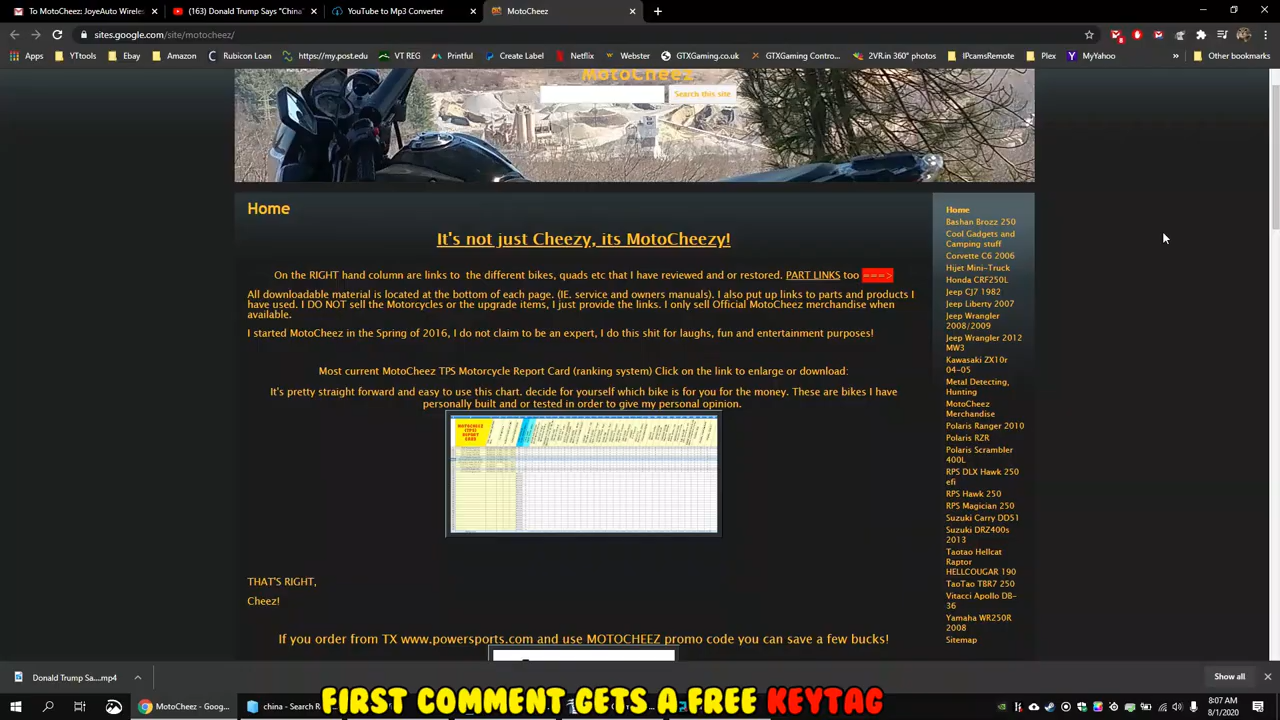 To MotoCheez: JoyMoto
(163) Donald Trump Says "China"
MotoCheez
sites.google.com/site/motocheez/
Apps
YTtos
Ebay
Amazon
Rubicon Loan
https://my.post.edu
VT REG
Printful
Create Label
Netflix
Webster
GTXGaming.co.uk
GTXGaming Contro...
2VR.in 360° photos
IPcamsRemote
Plex
MyYahoo
»
Other bookmarks
MotoCheez
Search this site
Home
It's not just Cheezy, its MotoCheezy!
On the RIGHT hand column are links to the different bikes, quads etc that I have reviewed and or restored. PART LINKS too ===>
All downloadable material is located at the bottom of each page. (IE. service and owners manuals). I also put up links to parts and products I
have used. I DO NOT sell the Motorcycles or the upgrade items, I just provide the links. I only sell Official MotoCheez merchandise when
available.
I started MotoCheez in the Spring of 2016, I do not claim to be an expert, I do this shit for laughs, fun and entertainment purposes!
Most current MotoCheez TPS Motorcycle Report Card (ranking system) Click on the link to enlarge or download:
It's pretty straight forward and easy to use this chart. decide for yourself which bike is for you for the money. These are bikes I have
personally built and or tested in order to give my personal opinion.
MOTOCHEEZ
(TPS)
REPORT
CARD
THAT'S RIGHT,
Cheez!
If you order from TX www.powersports.com and use MOTOCHEEZ promo code you can save a few bucks!
Home
Bashan Brozz 250
Cool Gadgets and
Camping stuff
Corvette C6 2006
Hijet Mini-Truck
Honda CRF250L
Jeep CJ7 1982
Jeep Liberty 2007
Jeep Wrangler
2008/2009
Jeep Wrangler 2012
MW3
Kawasaki ZX10r
04-05
Metal Detecting,
Hunting
MotoCheez
Merchandise
Polaris Ranger 2010
Polaris RZR
Polaris Scrambler
400L
RPS DLX Hawk 250
efi
RPS Hawk 250
RPS Magician 250
Suzuki Carry DD51
Suzuki DRZ400s
2013
Taotao Hellcat
Raptor
HELLCOUGAR 190
TaoTao TBR7 250
Vitacci Apollo DB-
36
Yamaha WR250R
2008
Sitemap
Donald Trump Sa....mp4
Show all
FIRST COMMENT GETS A FREE KEYTAG
MotoCheez - Goog...
china - Search R
8:07 AM
8/1/2020